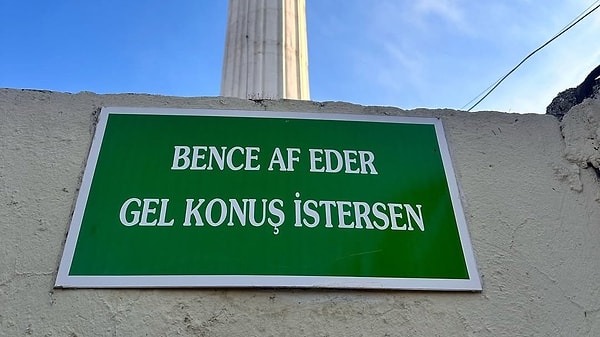 BENCE AF EDER
GEL KONUŞ İSTERSEN